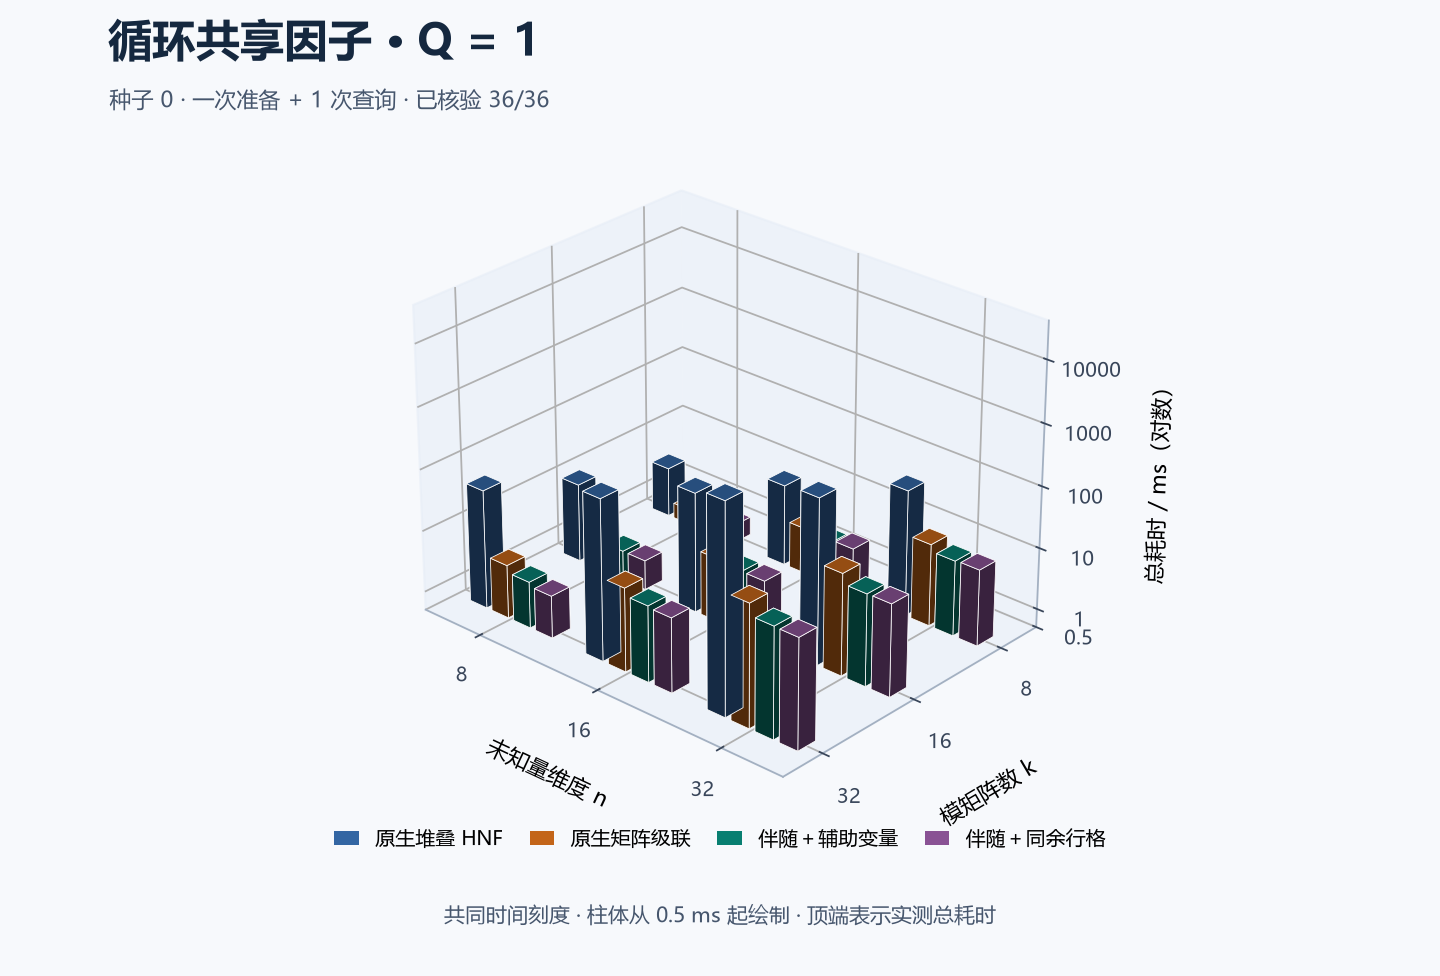 循环共享因子 • Q = 1
种子 0 · 一次准备 + 1 次查询 · 已核验 36/36
10000
1000
100
10
1
0.5
总耗时 / ms（对数）
8
16
32
未知量维度 n
8
16
32
模矩阵数 k
原生堆叠 HNF
原生矩阵级联
伴随 + 辅助变量
伴随 + 同余行格
共同时间刻度 · 柱体从 0.5 ms 起绘制 · 顶端表示实测总耗时